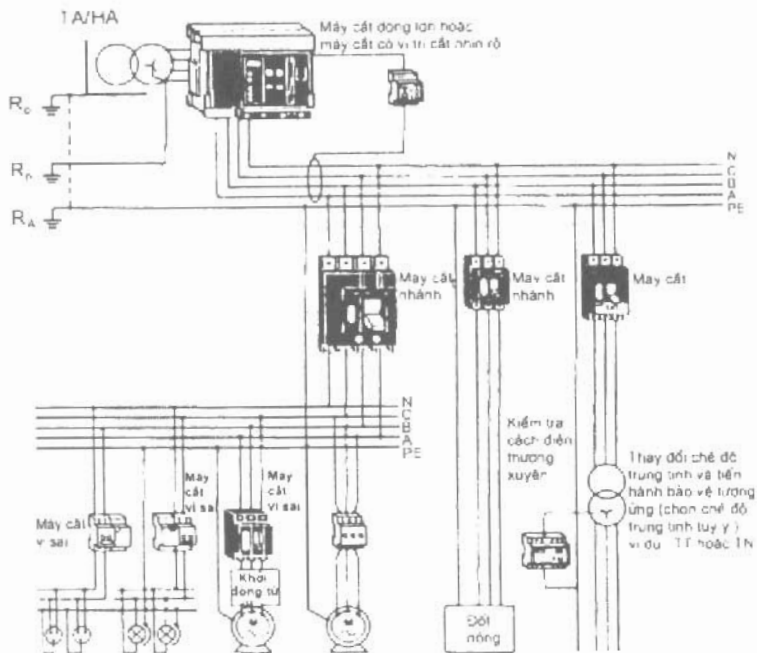 TA/HA
Máy cắt dòng lớn hoặc
máy cắt có vị trí cắt nhìn rõ
R
R
R_A
N
C
B
A
PE
Máy cắt
nhánh
Máy cắt
nhánh
Máy cắt
N
C
B
A
PE
Kiểm tra
cách điện
thường
xuyên
Thay đổi chế độ
trung tính và tiến
hành bảo vệ tương
ứng (chọn chế độ
trung tính tùy ý)
ví dụ TT hoặc TN
Máy cắt
vi sai
Máy
cắt
vi sai
Máy
cắt
vi sai
Khởi
động từ
Đốt
nóng